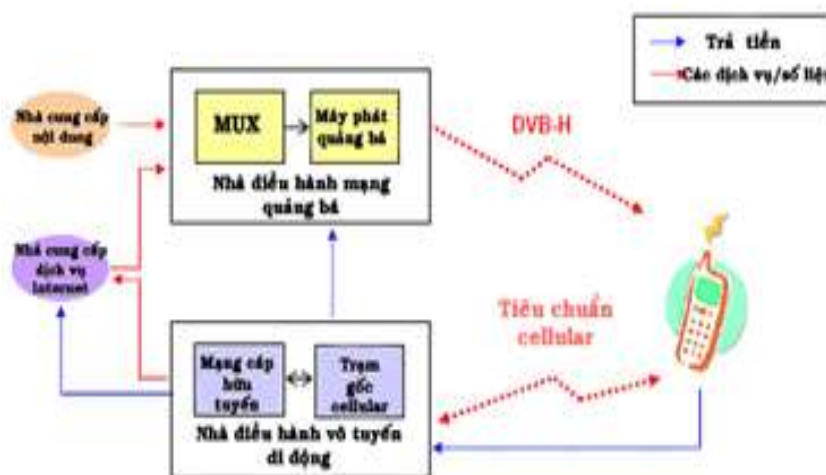 Trả tiền
Các dịch vụ/số liệu
Nhà cung cấp
nội dung
MUX
Máy phát
quảng bá
Nhà điều hành mạng
quảng bá
DVB-H
Nhà cung cấp
dịch vụ
Internet
Tiêu chuẩn
cellular
Mạng cáp
hữu
tuyến
Trạm
gốc
cellular
Nhà điều hành vô tuyến
di động